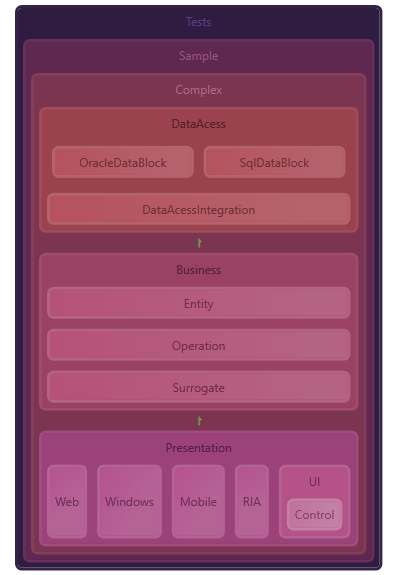 Tests
Sample
Complex
DataAcess
OracleDataBlock
SqlDataBlock
DataAcessIntegration
Business
Entity
Operation
Surrogate
Presentation
Web
Windows
Mobile
RIA
UI
Control